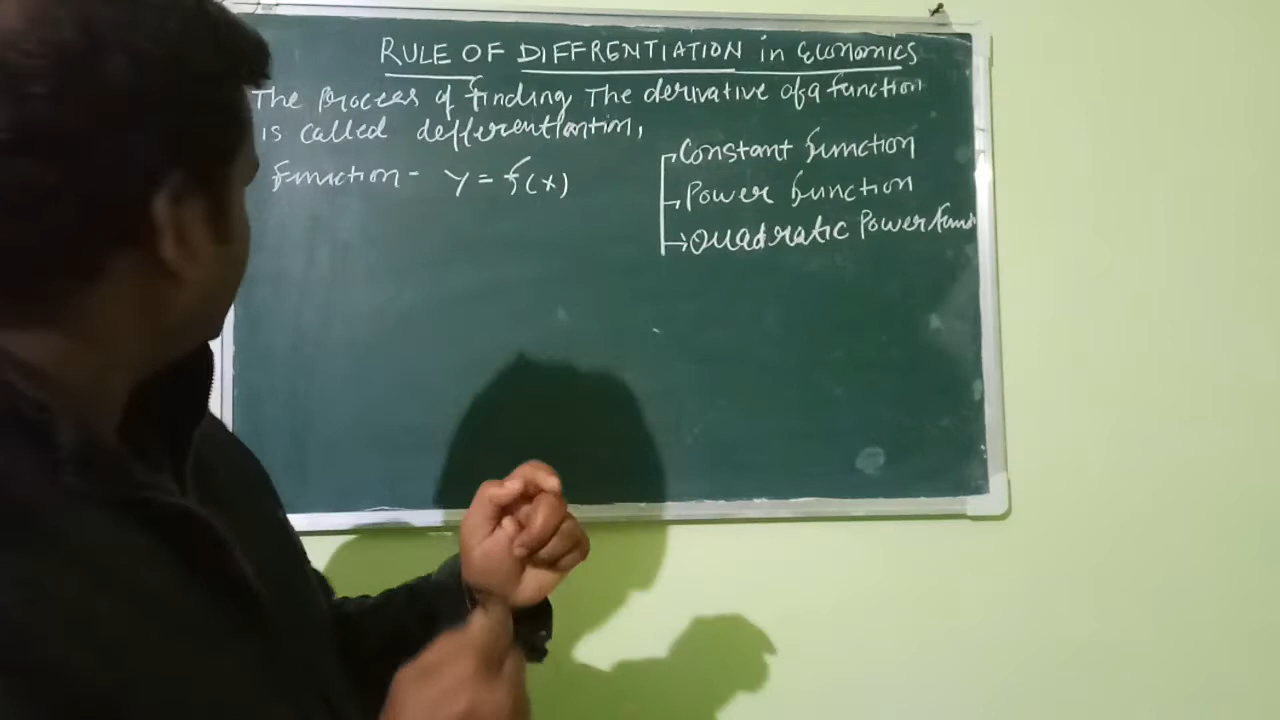 RULE OF DIFFRENTIATION in Economics
The Process of finding The derivative of a function
is called defferentiantion,
function - y = f(x)
Constant function
Power function
Quadratic Power func